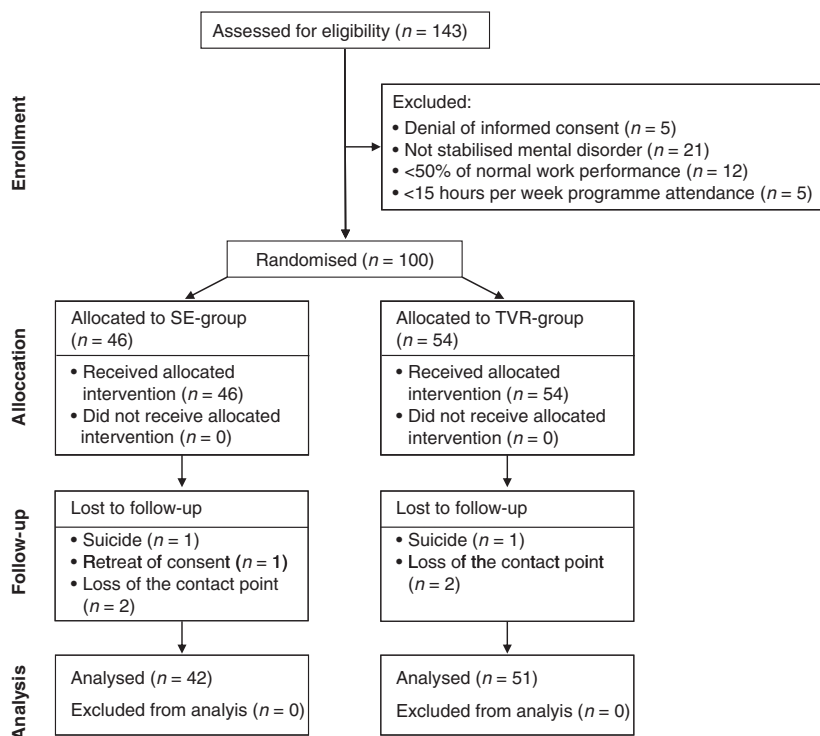 Assessed for eligibility (n = 143)
Enrollment
Excluded:
• Denial of informed consent (n = 5)
• Not stabilised mental disorder (n = 21)
• <50% of normal work performance (n = 12)
• <15 hours per week programme attendance (n = 5)
Randomised (n = 100)
Alloccation
Allocated to SE-group
(n = 46)
• Received allocated
intervention (n = 46)
• Did not receive allocated
intervention (n = 0)
Allocated to TVR-group
(n = 54)
• Received allocated
intervention (n = 54)
• Did not receive allocated
intervention (n = 0)
Follow-up
Lost to follow-up
• Suicide (n = 1)
• Retreat of consent (n = 1)
• Loss of the contact point
(n = 2)
Lost to follow-up
• Suicide (n = 1)
• Loss of the contact point
(n = 2)
Analysis
Analysed (n = 42)
Excluded from analyis (n = 0)
Analysed (n = 51)
Excluded from analyis (n = 0)